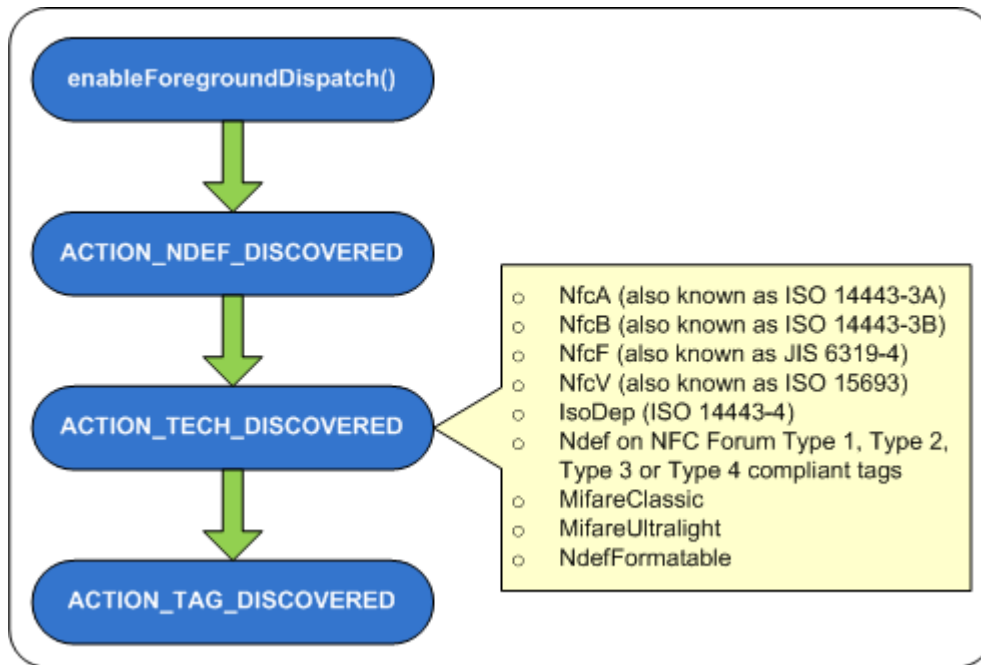 enableForegroundDispatch()
ACTION_NDEF_DISCOVERED
ACTION_TECH_DISCOVERED
ACTION_TAG_DISCOVERED
o NfcA (also known as ISO 14443-3A)
o NfcB (also known as ISO 14443-3B)
o NfcF (also known as JIS 6319-4)
o NfcV (also known as ISO 15693)
o IsoDep (ISO 14443-4)
o Ndef on NFC Forum Type 1, Type 2,
Type 3 or Type 4 compliant tags
o MifareClassic
o MifareUltralight
o NdefFormatable